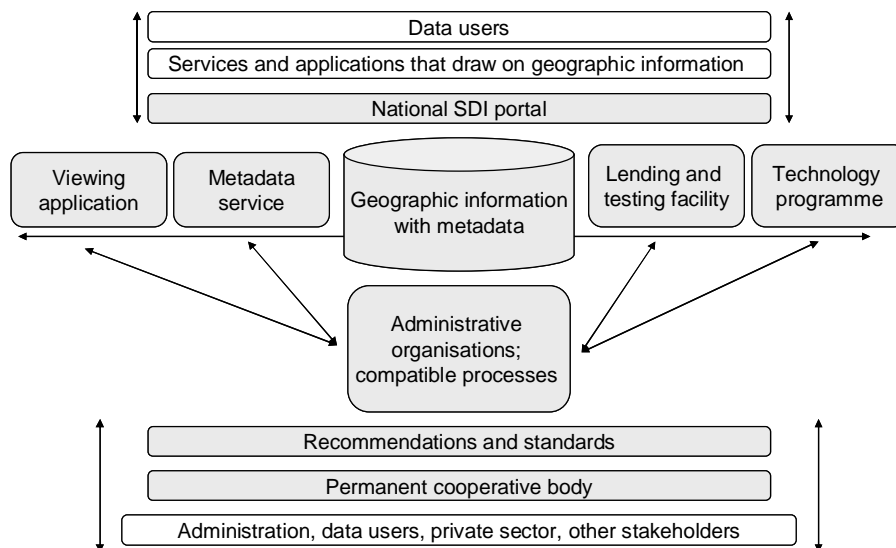 Data users
Services and applications that draw on geographic information
National SDI portal
Viewing
application
Metadata
service
Geographic information
with metadata
Lending and
testing facility
Technology
programme
Administrative
organisations;
compatible processes
Recommendations and standards
Permanent cooperative body
Administration, data users, private sector, other stakeholders